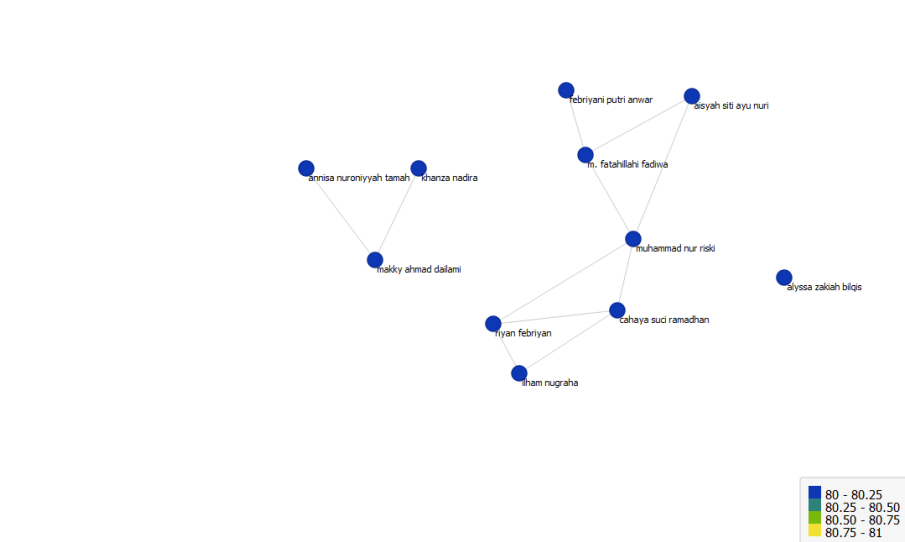 febriyani putri anwar
aisyah siti ayu nuri
m. fatahillahi fadiwa
annisa nuroniyyah tamah
khanza nadira
muhammad nur riski
makky ahmad dailami
alyssa zakiah bilqis
cahaya suci ramadhan
riyan febriyan
ilham nugraha
80 - 80.25
80.25 - 80.50
80.50 - 80.75
80.75 - 81